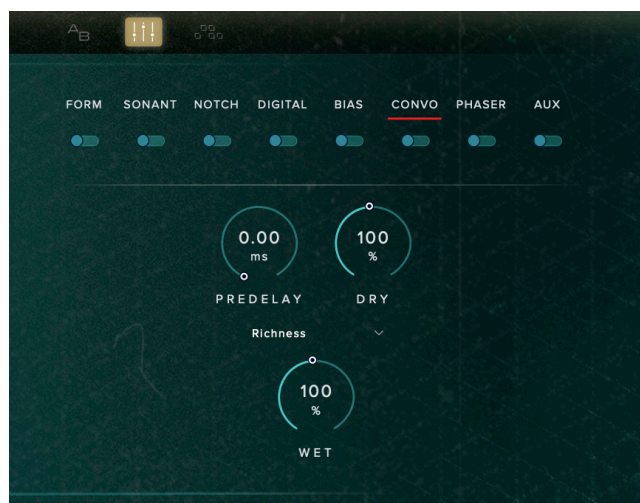 A B
FORM SONANT NOTCH DIGITAL BIAS CONVO PHASER AUX
0.00 100
ms %
PREDELAY DRY
Richness
100
%
WET